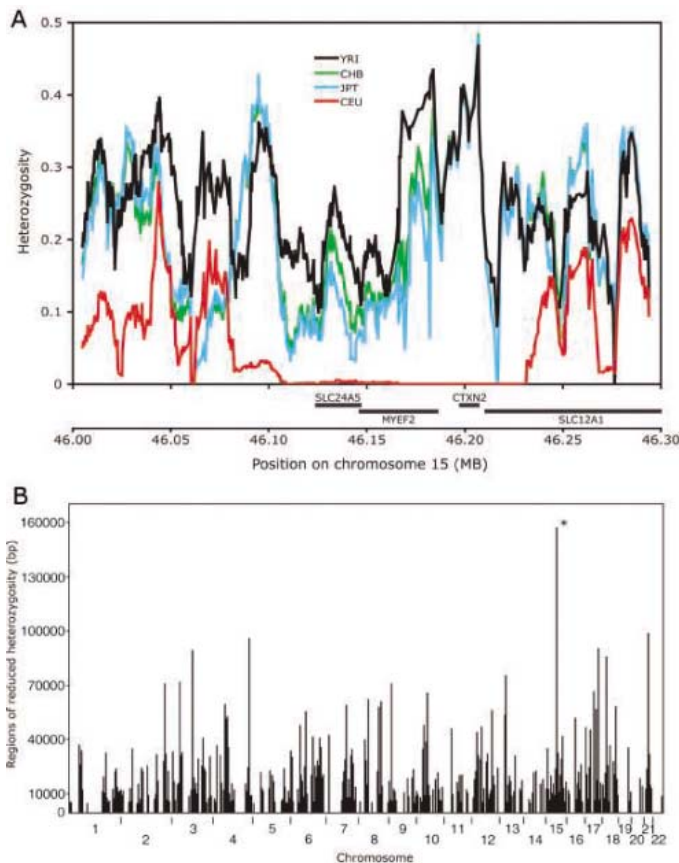 A
0.5
0.4
0.3
0.2
0.1
0
Heterozygosity
YRI
CHB
JPT
CEU
SLC24A5
CTXN2
MYEF2
SLC12A1
46.00
46.05
46.10
46.15
46.20
46.25
46.30
Position on chromosome 15 (MB)
B
160000
130000
100000
70000
40000
10000
0
Regions of reduced heterozygosity (bp)
*
1 2 3 4 5 6 7 8 9 10 11 12 13 14 15 16 17 18 19 20 21 22
Chromosome